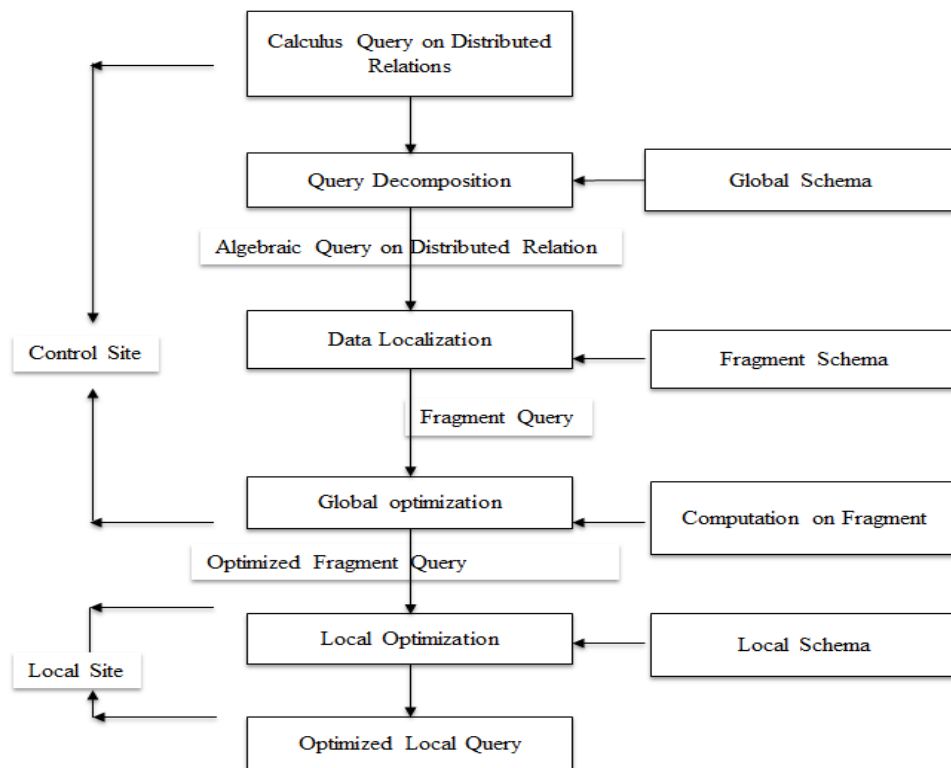 Calculus Query on Distributed
Relations
Query Decomposition
Global Schema
Algebraic Query on Distributed Relation
Data Localization
Control Site
Fragment Schema
Fragment Query
Global optimization
Computation on Fragment
Optimized Fragment Query
Local Optimization
Local Schema
Local Site
Optimized Local Query